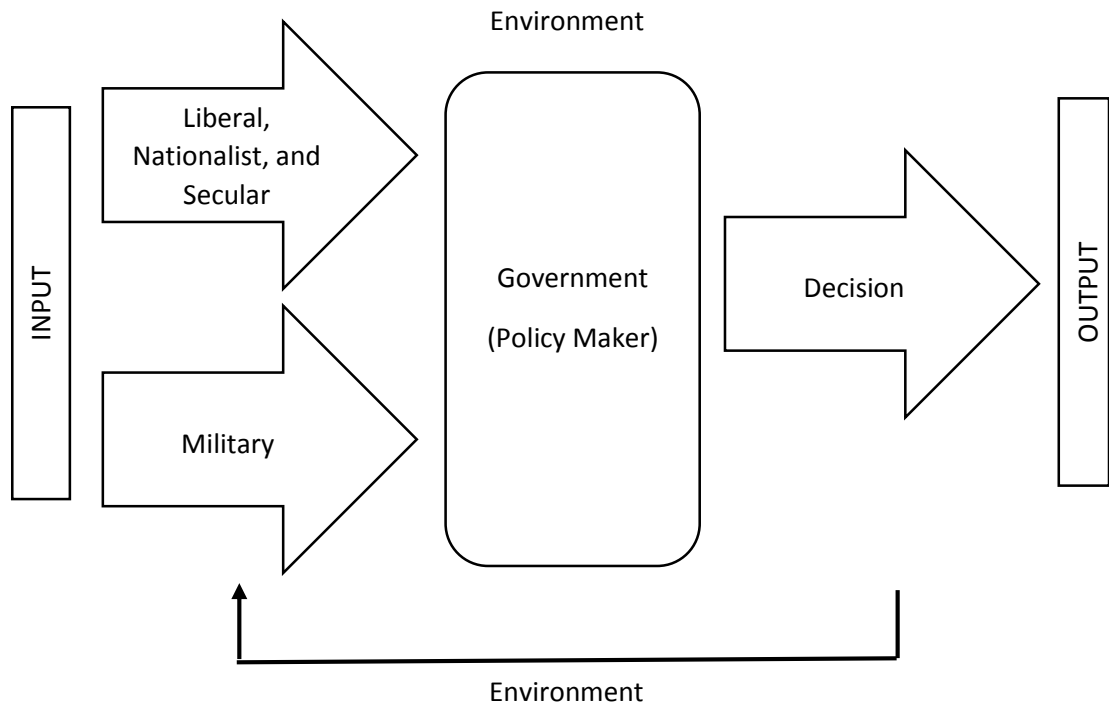 Environment
INPUT
Liberal,
Nationalist, and
Secular
Military
Government
(Policy Maker)
Decision
OUTPUT
Environment